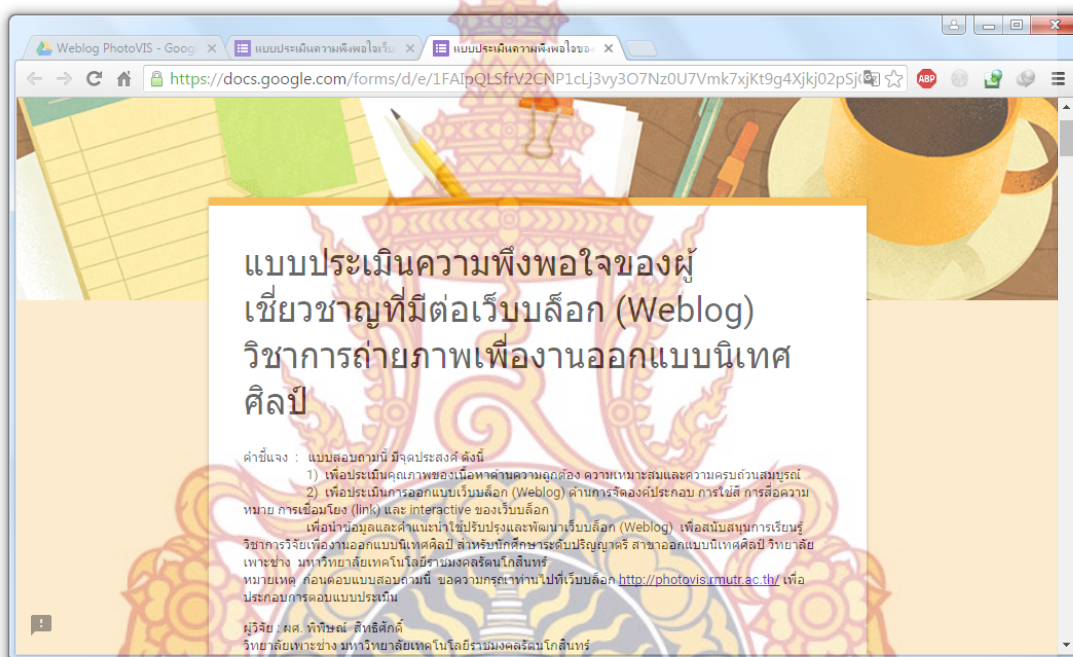 Weblog PhotoVIS - Googl
แบบประเมินความพึงพอใจเว็บ
แบบประเมินความพึงพอใจของ
https://docs.google.com/forms/d/e/1FAIpQLSfrV2CNP1cLj3vy3O7Nz0U7Vmk7xjKt9g4Xjkj02pSj
ABP
แบบประเมินความพึงพอใจของผู้
เชี่ยวชาญที่มีต่อเว็บบล็อก (Weblog)
วิชาการถ่ายภาพเพื่องานออกแบบนิเทศ
ศิลป์
คำชี้แจง : แบบสอบถามนี้ มีจุดประสงค์ ดังนี้
1) เพื่อประเมินคุณภาพของเนื้อหาด้านความถูกต้อง ความเหมาะสมและความครบถ้วนสมบูรณ์
2) เพื่อประเมินการออกแบบเว็บบล็อก (Weblog) ด้านการจัดองค์ประกอบ การใช้สี การสื่อความ
หมาย การเชื่อมโยง (link) และ interactive ของเว็บบล็อก
เพื่อนำข้อมูลและคำแนะนำใช้ปรับปรุงและพัฒนาเว็บบล็อก (Weblog) เพื่อสนับสนุนการเรียนรู้
วิชาการวิจัยเพื่องานออกแบบนิเทศศิลป์ สำหรับนักศึกษาระดับปริญญาตรี สาขาออกแบบนิเทศศิลป์ วิทยาลัย
เพาะช่าง มหาวิทยาลัยเทคโนโลยีราชมงคลรัตนโกสินทร์
หมายเหตุ ก่อนตอบแบบสอบถามนี้ ขอความกรุณาท่านไปที่เว็บบล็อก http://photovis.rmutr.ac.th/ เพื่อ
ประกอบการตอบแบบประเมิน
ผู้วิจัย : ผศ. พิพิษณ์ สิทธิศักดิ์
วิทยาลัยเพาะช่าง มหาวิทยาลัยเทคโนโลยีราชมงคลรัตนโกสินทร์